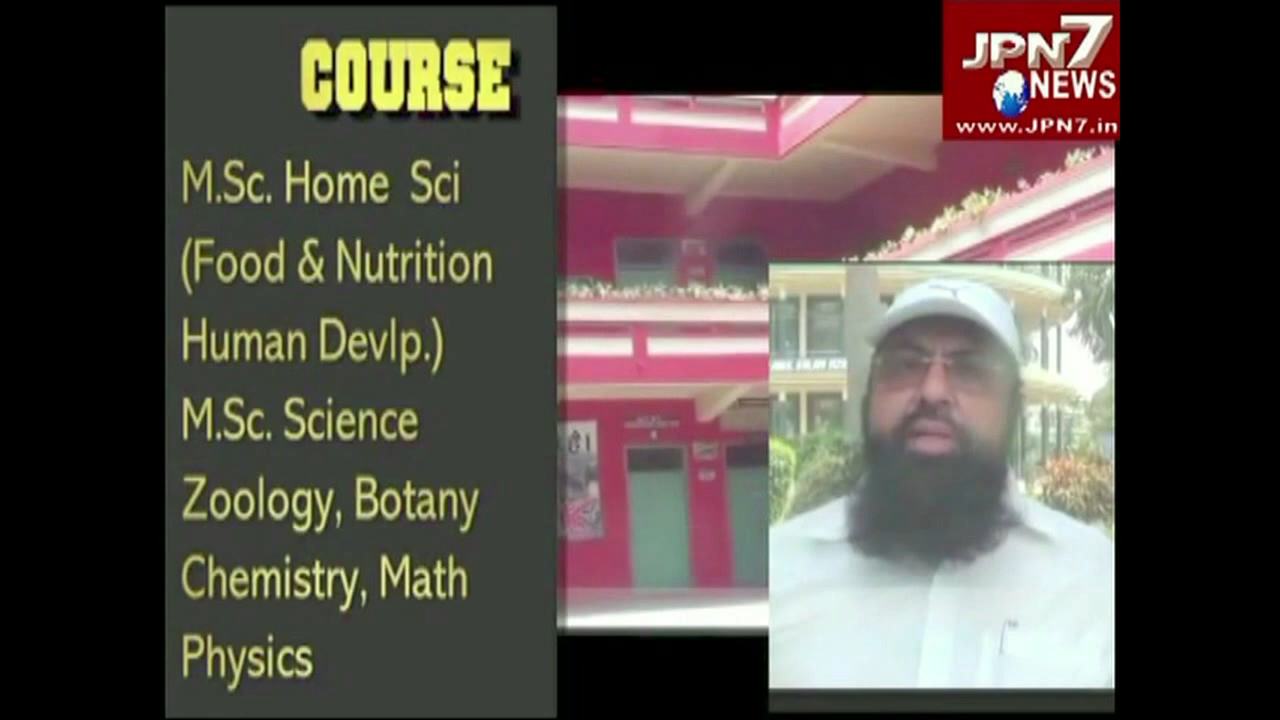 COURSE
M.Sc. Home Sci
(Food & Nutrition
Human Devlp.)
M.Sc. Science
Zoology, Botany
Chemistry, Math
Physics
JPN7
NEWS
www.JPN7.in